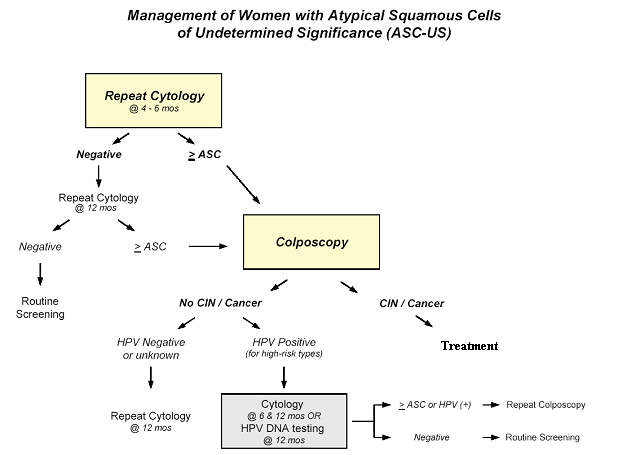 Management of Women with Atypical Squamous Cells
of Undetermined Significance (ASC-US)
Repeat Cytology
@ 4 - 6 mos
Negative
≥ ASC
Repeat Cytology
@ 12 mos
Negative
≥ ASC
Colposcopy
Routine
Screening
No CIN / Cancer
CIN / Cancer
Treatment
HPV Negative
or unknown
HPV Positive
(for high-risk types)
Repeat Cytology
@ 12 mos
Cytology
@ 6 & 12 mos OR
HPV DNA testing
@ 12 mos
≥ ASC or HPV (+)
Repeat Colposcopy
Negative
Routine Screening